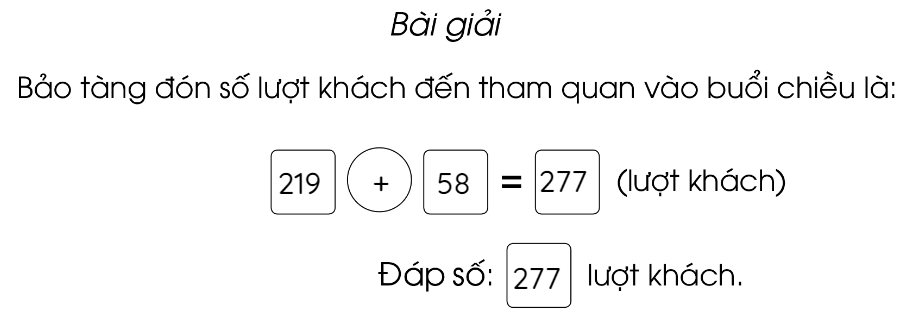 Bài giải
Bảo tàng đón số lượt khách đến tham quan vào buổi chiều là:
219 + 58 = 277 (lượt khách)
Đáp số: 277 lượt khách.